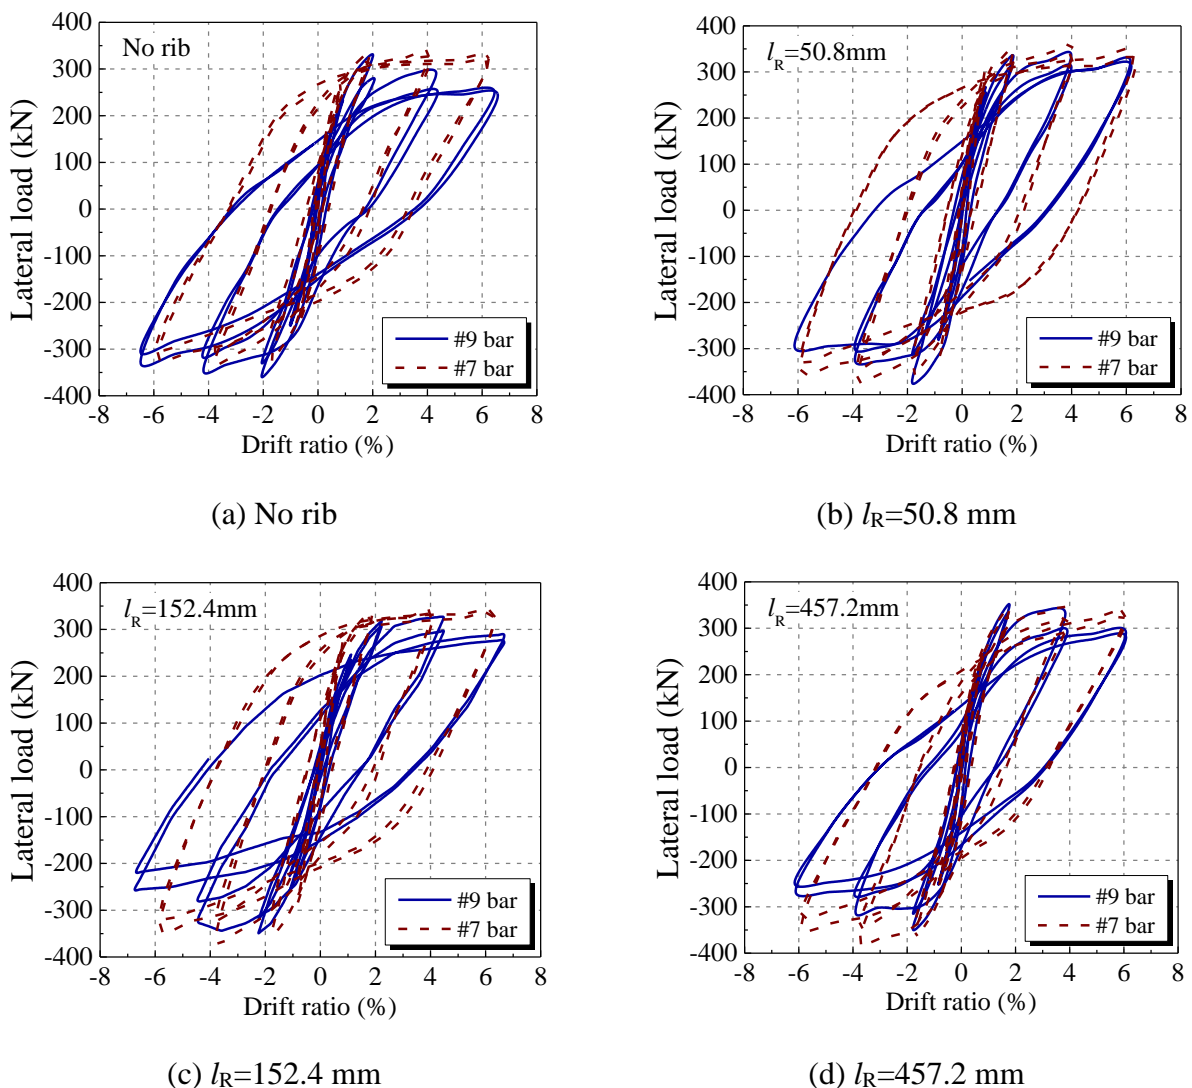 400
300
200
100
0
-100
-200
-300
-400
Lateral load (kN)
No rib
#9 bar
#7 bar
-8 -6 -4 -2 0 2 4 6 8
Drift ratio (%)
(a) No rib
400
300
200
100
0
-100
-200
-300
-400
Lateral load (kN)
lR=50.8mm
#9 bar
#7 bar
-8 -6 -4 -2 0 2 4 6 8
Drift ratio (%)
(b) lR=50.8 mm
400
300
200
100
0
-100
-200
-300
-400
Lateral load (kN)
lR=152.4mm
#9 bar
#7 bar
-8 -6 -4 -2 0 2 4 6 8
Drift ratio (%)
(c) lR=152.4 mm
400
300
200
100
0
-100
-200
-300
-400
Lateral load (kN)
lR=457.2mm
#9 bar
#7 bar
-8 -6 -4 -2 0 2 4 6 8
Drift ratio (%)
(d) lR=457.2 mm